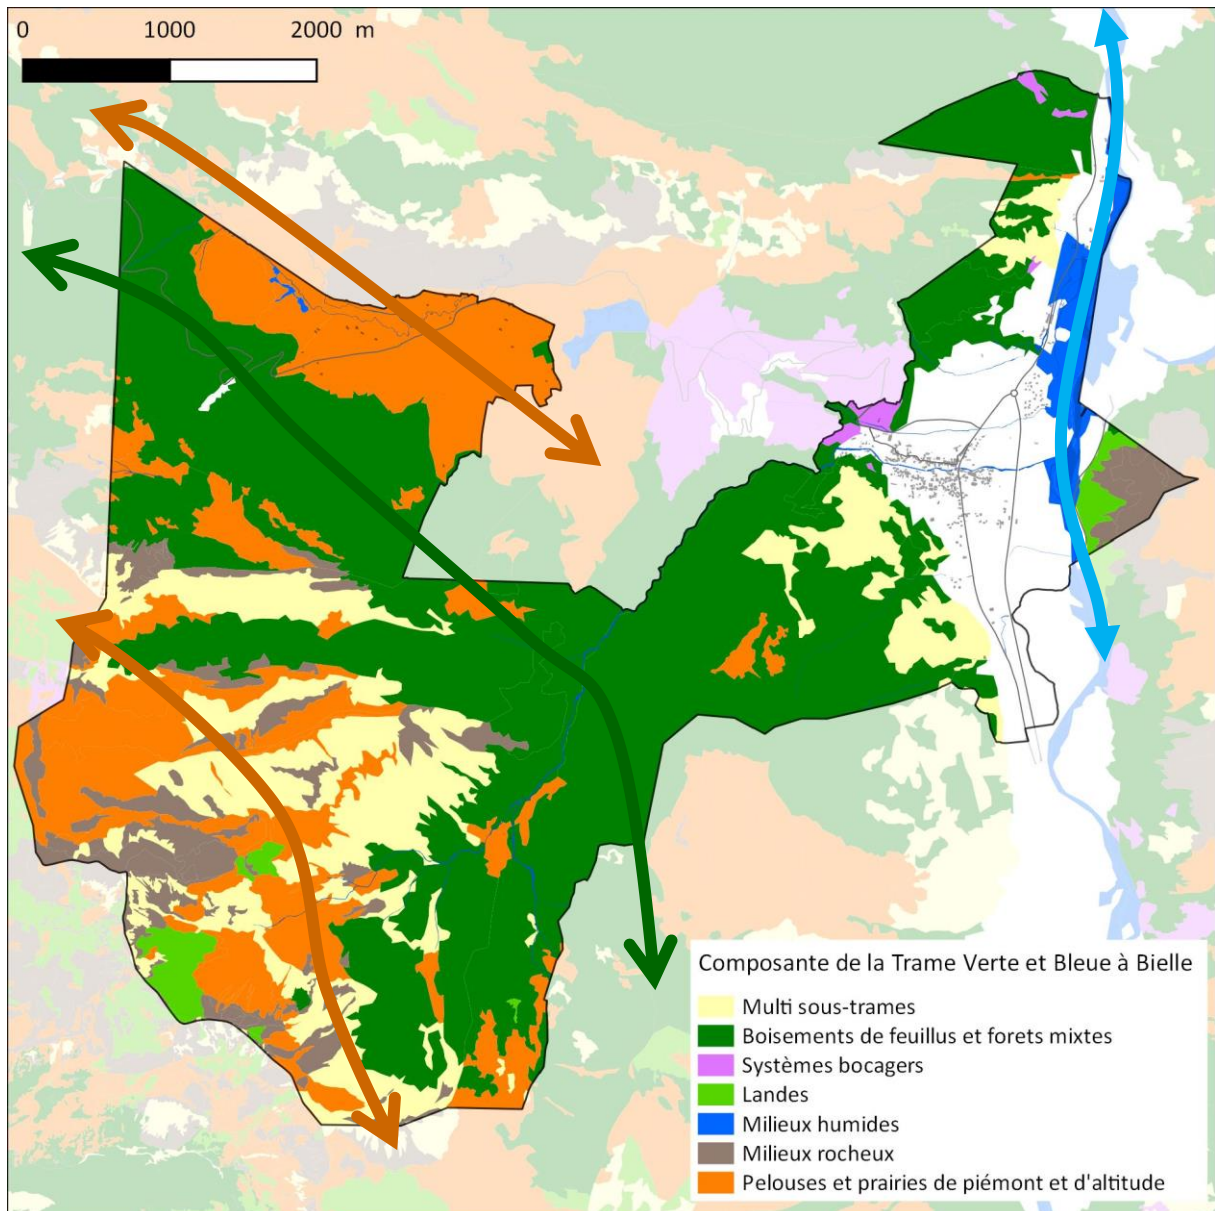 0 1000 2000 m
Composante de la Trame Verte et Bleue à Bielle
Multi sous-trames
Boisements de feuillus et forets mixtes
Systèmes bocagers
Landes
Milieux humides
Milieux rocheux
Pelouses et prairies de piémont et d'altitude